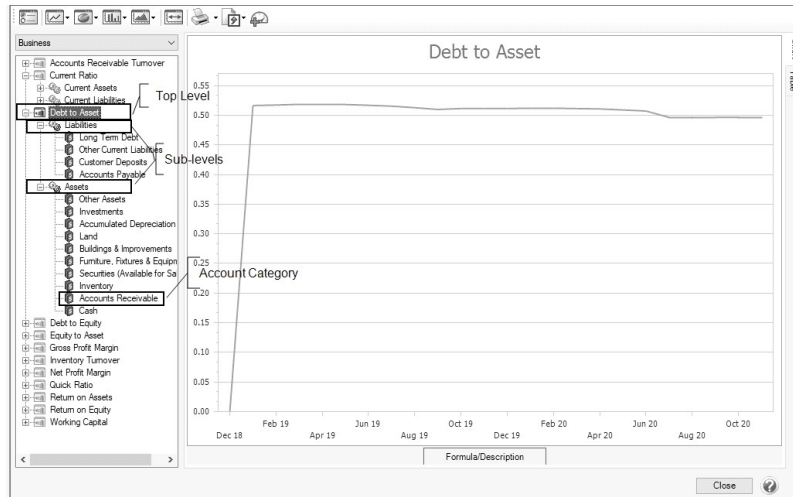 Business
Accounts Receivable Turnover
Current Ratio
Current Assets
Current Liabilities
Debt to Asset
Liabilities
Long Term Debt
Other Current Liabilities
Customer Deposits
Accounts Payable
Assets
Other Assets
Investments
Accumulated Depreciation
Land
Buildings & Improvements
Furniture, Fixtures & Equipn
Securities (Available for Sa
Inventory
Accounts Receivable
Cash
Debt to Equity
Equity to Asset
Gross Profit Margin
Inventory Turnover
Net Profit Margin
Quick Ratio
Return on Assets
Return on Equity
Working Capital
Top Level
Sub-levels
Account Category
Debt to Asset
0.55
0.50
0.45
0.40
0.35
0.30
0.25
0.20
0.15
0.10
0.05
0.00
Feb 19 Jun 19 Oct 19 Feb 20 Jun 20 Oct 20
Dec 18 Apr 19 Aug 19 Dec 19 Apr 20 Aug 20
Formula/Description
Close